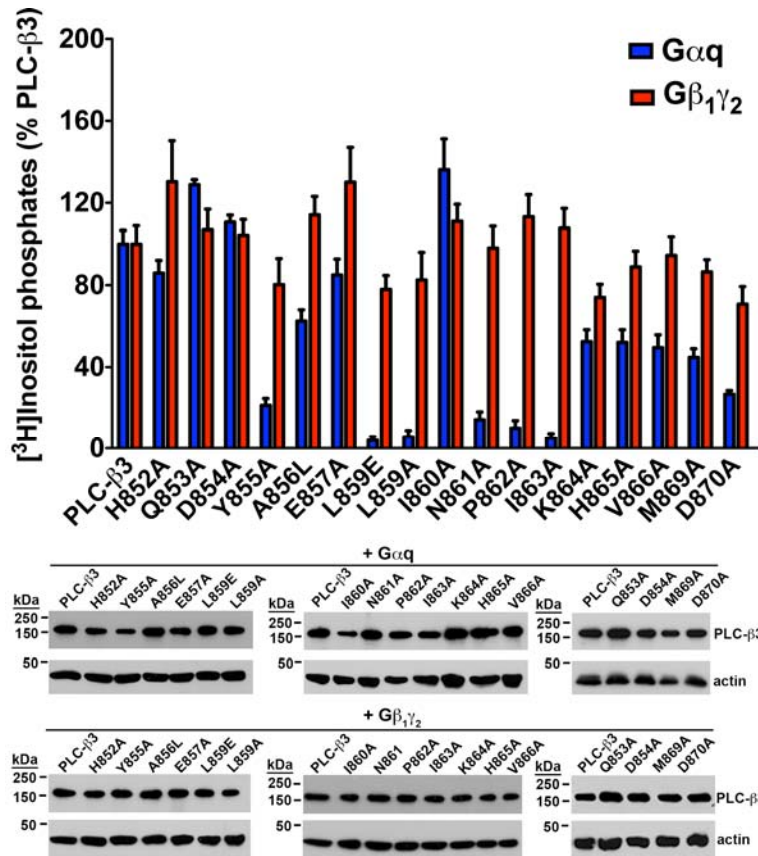 [³H]Inositol phosphates (% PLC-β3)
200
160
120
80
40
0
Gαq
Gβ₁γ₂
PLC-β3 H852A Q853A D854A Y855A A856L E857A L859E L859A I860A N861A P862A I863A K864A H865A V866A M869A D870A
+ Gαq
kDa PLC-β3 H852A Y855A A856L E857A L859E L859A
250
150
50
kDa PLC-β3 I860A N861A P862A I863A K864A H865A V866A
250
150
50
kDa PLC-β3 Q853A D854A M869A D870A
250
150
50
PLC-β3
actin
+ Gβ₁γ₂
kDa PLC-β3 H852A Y855A A856L E857A L859E L859A
250
150
50
kDa PLC-β3 I860A N861 P862A I863A K864A H865A V866A
250
150
50
kDa PLC-β3 Q853A D854A M869A D870A
250
150
50
PLC-β
actin